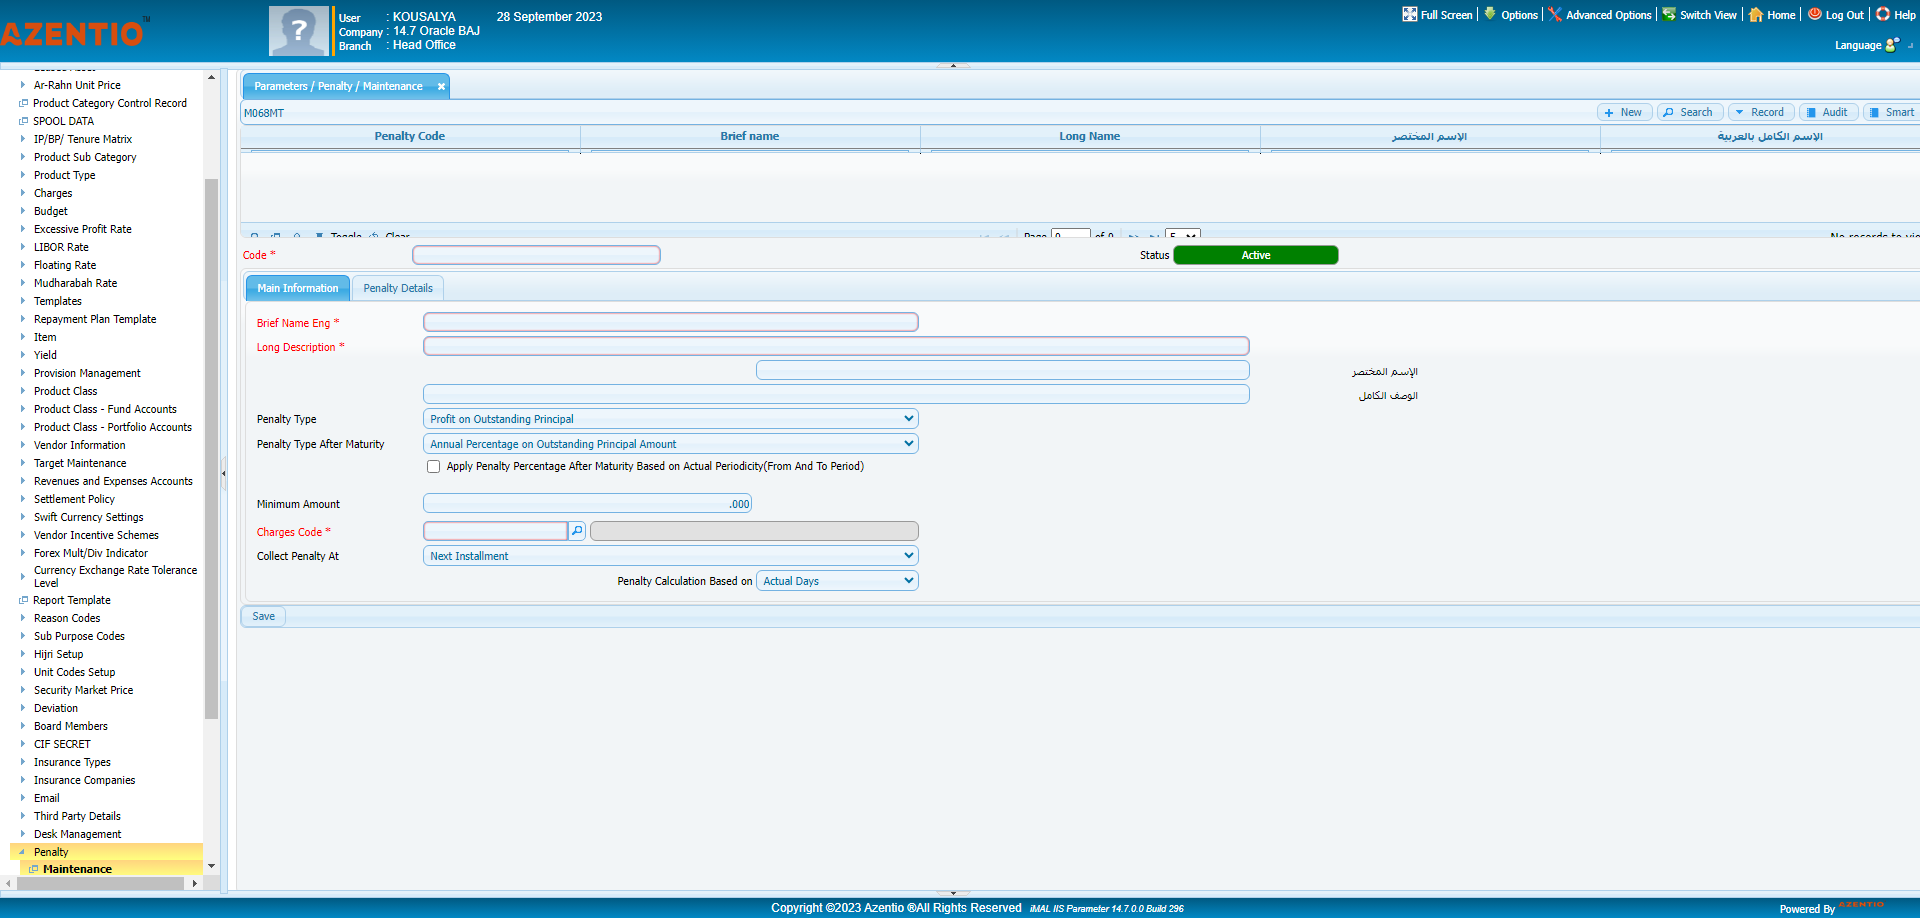 AZENTIO™
User : KOUSALYA 28 September 2023
Company : 14.7 Oracle BAJ
Branch : Head Office
Full Screen Options Advanced Options Switch View Home Log Out Help
Language
Ar-Rahn Unit Price
Product Category Control Record
SPOOL DATA
IP/BP/ Tenure Matrix
Product Sub Category
Product Type
Charges
Budget
Excessive Profit Rate
LIBOR Rate
Floating Rate
Mudharabah Rate
Templates
Repayment Plan Template
Item
Yield
Provision Management
Product Class
Product Class - Fund Accounts
Product Class - Portfolio Accounts
Vendor Information
Target Maintenance
Revenues and Expenses Accounts
Settlement Policy
Swift Currency Settings
Vendor Incentive Schemes
Forex Mult/Div Indicator
Currency Exchange Rate Tolerance
Level
Report Template
Reason Codes
Sub Purpose Codes
Hijri Setup
Unit Codes Setup
Security Market Price
Deviation
Board Members
CIF SECRET
Insurance Types
Insurance Companies
Email
Third Party Details
Desk Management
Penalty
Maintenance
Parameters / Penalty / Maintenance
M068MT
New Search Record Audit Smart
Penalty Code Brief name Long Name الإسم المختصر الإسم الكامل بالعربية
Toggle Clear Page 0 of 0 5 No records to vie
Code * Status Active
Main Information Penalty Details
Brief Name Eng *
Long Description *
الإسم المختصر
الوصف الكامل
Penalty Type Profit on Outstanding Principal
Penalty Type After Maturity Annual Percentage on Outstanding Principal Amount
Apply Penalty Percentage After Maturity Based on Actual Periodicity(From And To Period)
Minimum Amount .000
Charges Code *
Collect Penalty At Next Installment
Penalty Calculation Based on Actual Days
Save
Copyright ©2023 Azentio ®All Rights Reserved iMAL IIS Parameter 14.7.0.0 Build 296
Powered By AZENTIO